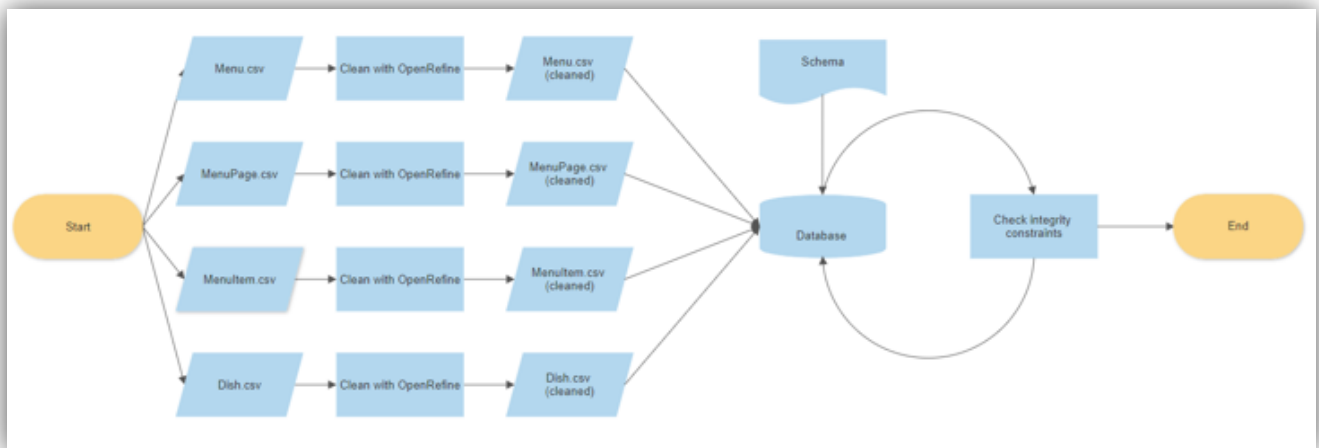 Start
Menu.csv
Clean with OpenRefine
Menu.csv
(cleaned)
MenuPage.csv
Clean with OpenRefine
MenuPage.csv
(cleaned)
MenuItem.csv
Clean with OpenRefine
MenuItem.csv
(cleaned)
Dish.csv
Clean with OpenRefine
Dish.csv
(cleaned)
Schema
Database
Check integrity
constraints
End